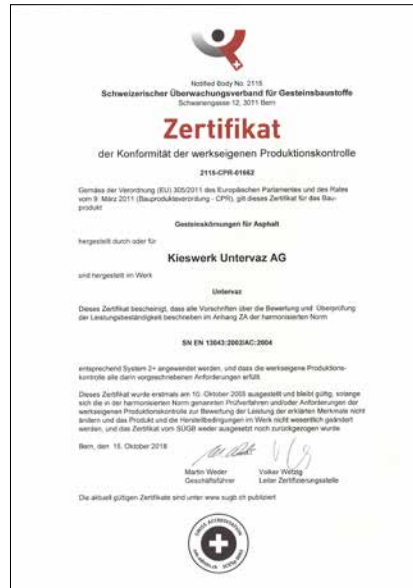 Notified Body No. 2115
Schweizerischer Überwachungsverband für Gesteinsbaustoffe
Schwanengasse 12, 3011 Bern
Zertifikat
der Konformität der werkseigenen Produktionskontrolle
2115-CPR-01662
Gemäss der Verordnung (EU) 305/2011 des Europäischen Parlamentes und des Rates
vom 9. März 2011 (Bauprodukteverordnung - CPR), gilt dieses Zertifikat für das Bau-
produkt
Gesteinskörnungen für Asphalt
hergestellt durch oder für
Kieswerk Untervaz AG
und hergestellt im Werk
Untervaz
Dieses Zertifikat bescheinigt, dass alle Vorschriften über die Bewertung und Überprüfung
der Leistungsbeständigkeit beschrieben im Anhang ZA der harmonisierten Norm
SN EN 13043:2002/AC:2004
entsprechend System 2+ angewendet werden, und dass die werkseigene Produktions-
kontrolle alle darin vorgeschriebenen Anforderungen erfüllt.
Dieses Zertifikat wurde erstmals am 10. Oktober 2005 ausgestellt und bleibt gültig, solange
sich die in der harmonisierten Norm genannten Prüfverfahren und/oder Anforderungen der
werkseigenen Produktionskontrolle zur Bewertung der Leistung der erklärten Merkmale nicht
ändern und das Produkt und die Herstellbedingungen im Werk nicht wesentlich geändert
werden, und das Zertifikat vom SÜGB weder ausgesetzt noch zurückgezogen wurde.
Bern, den 15. Oktober 2018
Martin Weder Volker Wetzig
Geschäftsführer Leiter Zertifizierungsstelle
Die aktuell gültigen Zertifikate sind unter www.sugb.ch publiziert
SWISS ACCREDITATION